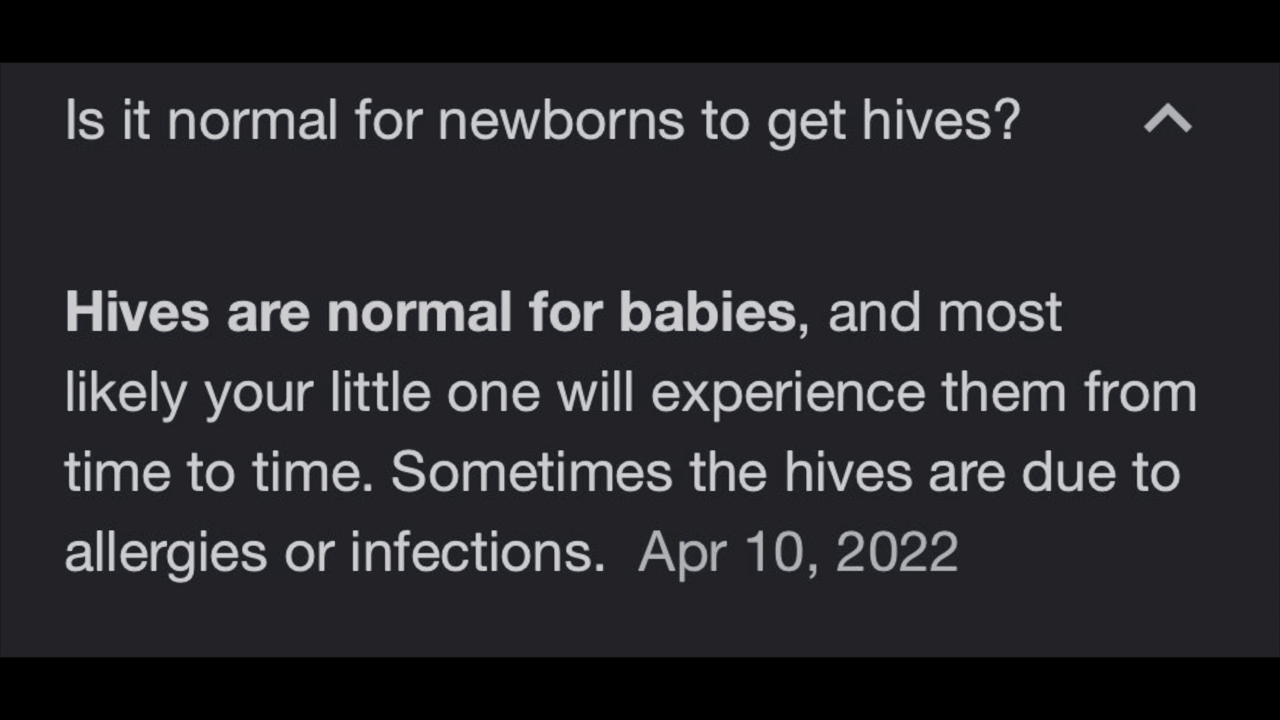 Is it normal for newborns to get hives?
Hives are normal for babies, and most
likely your little one will experience them from
time to time. Sometimes the hives are due to
allergies or infections. Apr 10, 2022